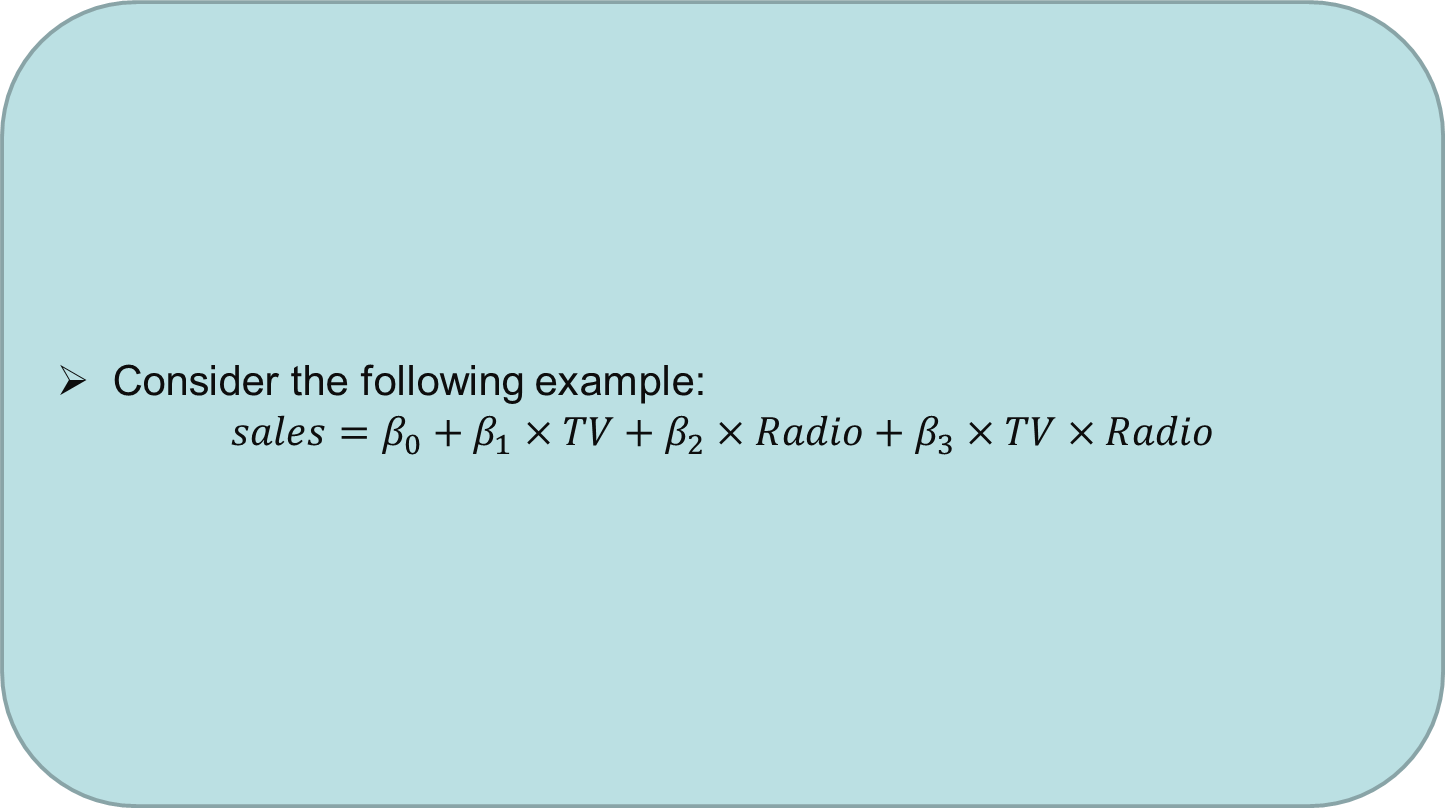 ➢ Consider the following example:
𝑠𝑎𝑙𝑒𝑠 = 𝛽₀ + 𝛽₁ × 𝑇𝑉 + 𝛽₂ × 𝑅𝑎𝑑𝑖𝑜 + 𝛽₃ × 𝑇𝑉 × 𝑅𝑎𝑑𝑖𝑜